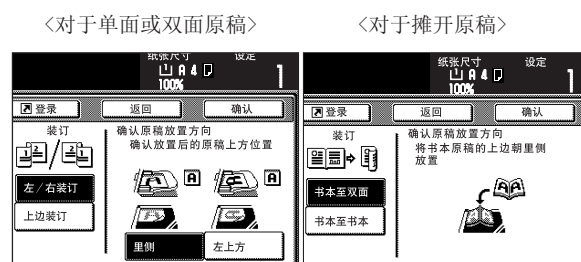 〈对于单面或双面原稿〉
纸张尺寸 设定
A4
100%
1
登录 返回 确认
装订
确认原稿放置方向
确认放置后的原稿上方位置
1 2 / 1 2
A A
左/右装订
上边装订
里侧 左上方
〈对于摊开原稿〉
纸张尺寸 设定
A4
100%
1
登录 返回 确认
装订
确认原稿放置方向
将书本原稿的上边朝里侧
放置
书本至双面
书本至书本